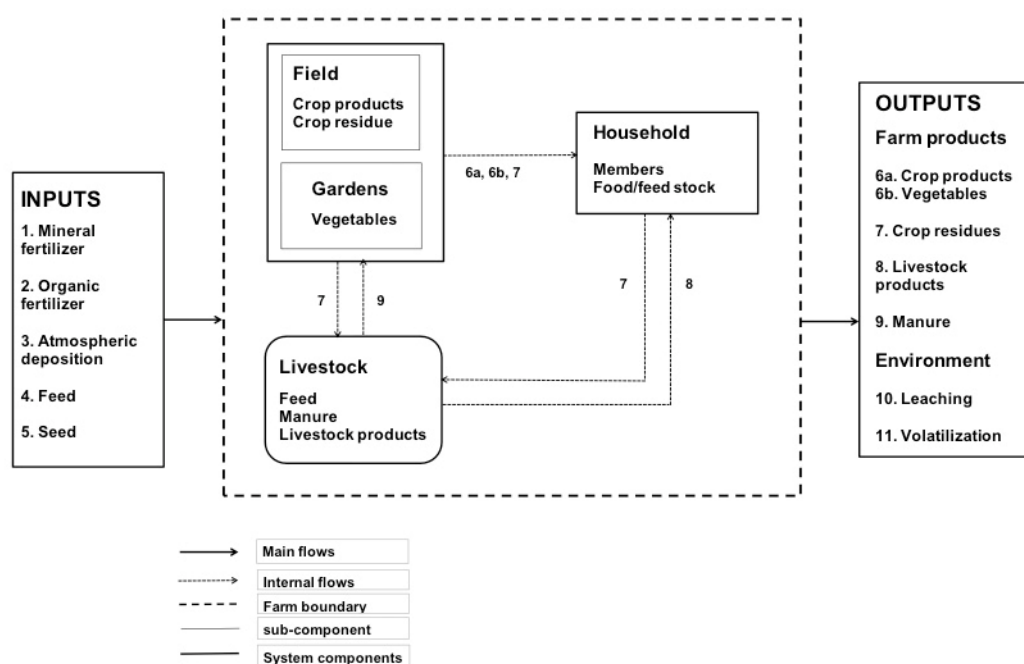 INPUTS
1. Mineral
fertilizer
2. Organic
fertilizer
3. Atmospheric
deposition
4. Feed
5. Seed
Field
Crop products
Crop residue
Gardens
Vegetables
6a, 6b, 7
Household
Members
Food/feed stock
7
9
7
8
Livestock
Feed
Manure
Livestock products
OUTPUTS
Farm products
6a. Crop products
6b. Vegetables
7. Crop residues
8. Livestock
products
9. Manure
Environment
10. Leaching
11. Volatilization
Main flows
Internal flows
Farm boundary
sub-component
System components